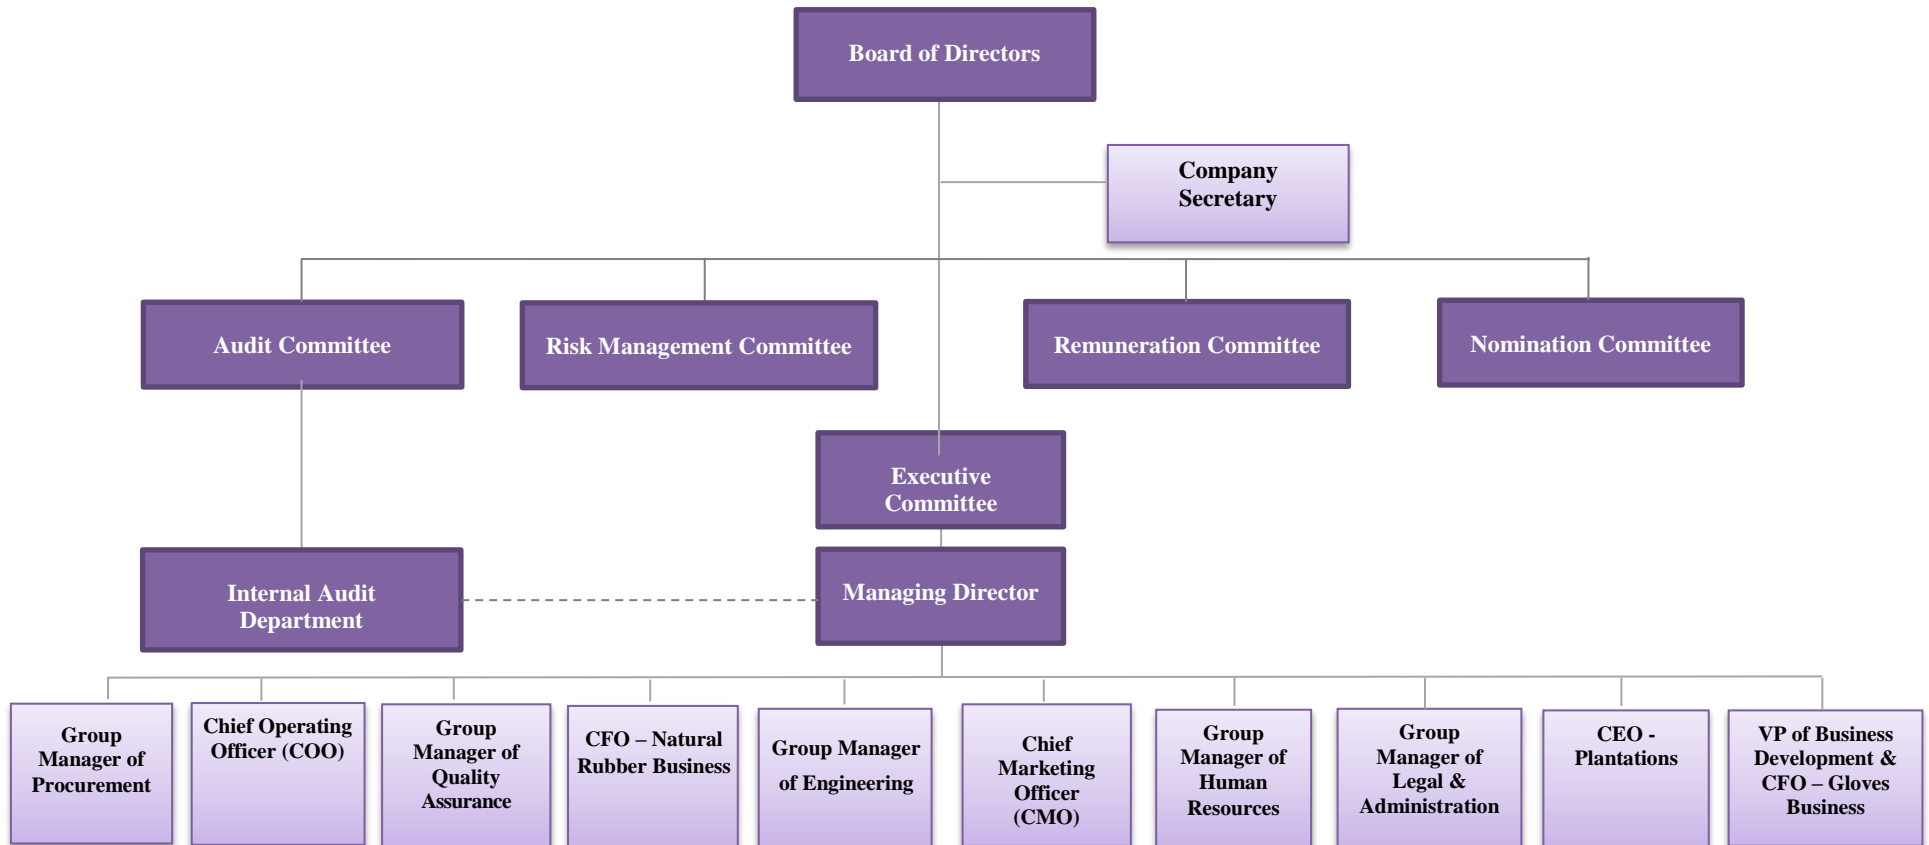 Board of Directors
Company
Secretary
Audit Committee
Risk Management Committee
Remuneration Committee
Nomination Committee
Executive
Committee
Internal Audit
Department
Managing Director
Group
Manager of
Procurement
Chief Operating
Officer (COO)
Group
Manager of
Quality
Assurance
CFO – Natural
Rubber Business
Group Manager
of Engineering
Chief
Marketing
Officer
(CMO)
Group
Manager of
Human
Resources
Group
Manager of
Legal &
Administration
CEO -
Plantations
VP of Business
Development &
CFO – Gloves
Business